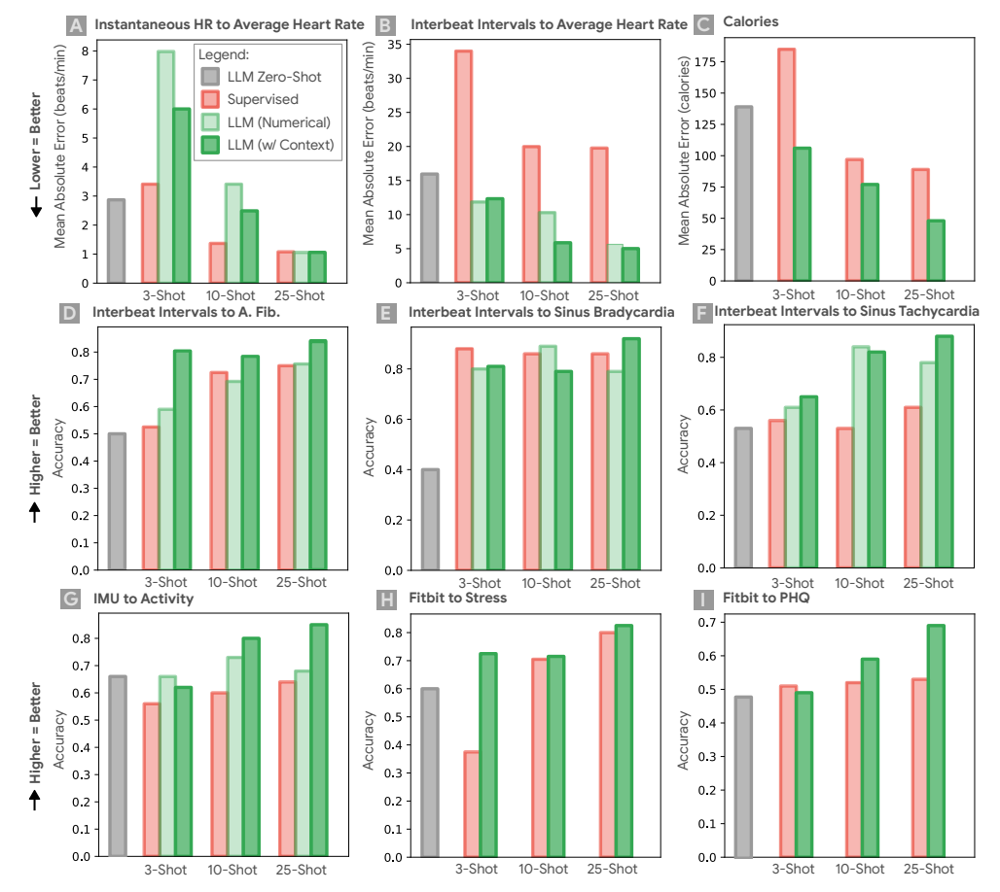 A Instantaneous HR to Average Heart Rate
B Interbeat Intervals to Average Heart Rate
C Calories
Legend:
LLM Zero-Shot
Supervised
LLM (Numerical)
LLM (w/ Context)
← Lower = Better
Mean Absolute Error (beats/min)
8
7
6
5
4
3
2
1
0
3-Shot 10-Shot 25-Shot
Mean Absolute Error (beats/min)
35
30
25
20
15
10
5
0
3-Shot 10-Shot 25-Shot
Mean Absolute Error (calories)
175
150
125
100
75
50
25
0
3-Shot 10-Shot 25-Shot
D Interbeat Intervals to A. Fib.
E Interbeat Intervals to Sinus Bradycardia
F Interbeat Intervals to Sinus Tachycardia
→ Higher = Better
Accuracy
0.8
0.7
0.6
0.5
0.4
0.3
0.2
0.1
0.0
3-Shot 10-Shot 25-Shot
Accuracy
0.8
0.6
0.4
0.2
0.0
3-Shot 10-Shot 25-Shot
Accuracy
0.8
0.6
0.4
0.2
0.0
3-Shot 10-Shot 25-Shot
G IMU to Activity
H Fitbit to Stress
I Fitbit to PHQ
→ Higher = Better
Accuracy
0.8
0.7
0.6
0.5
0.4
0.3
0.2
0.1
0.0
3-Shot 10-Shot 25-Shot
Accuracy
0.8
0.7
0.6
0.5
0.4
0.3
0.2
0.1
0.0
3-Shot 10-Shot 25-Shot
Accuracy
0.7
0.6
0.5
0.4
0.3
0.2
0.1
0.0
3-Shot 10-Shot 25-Shot